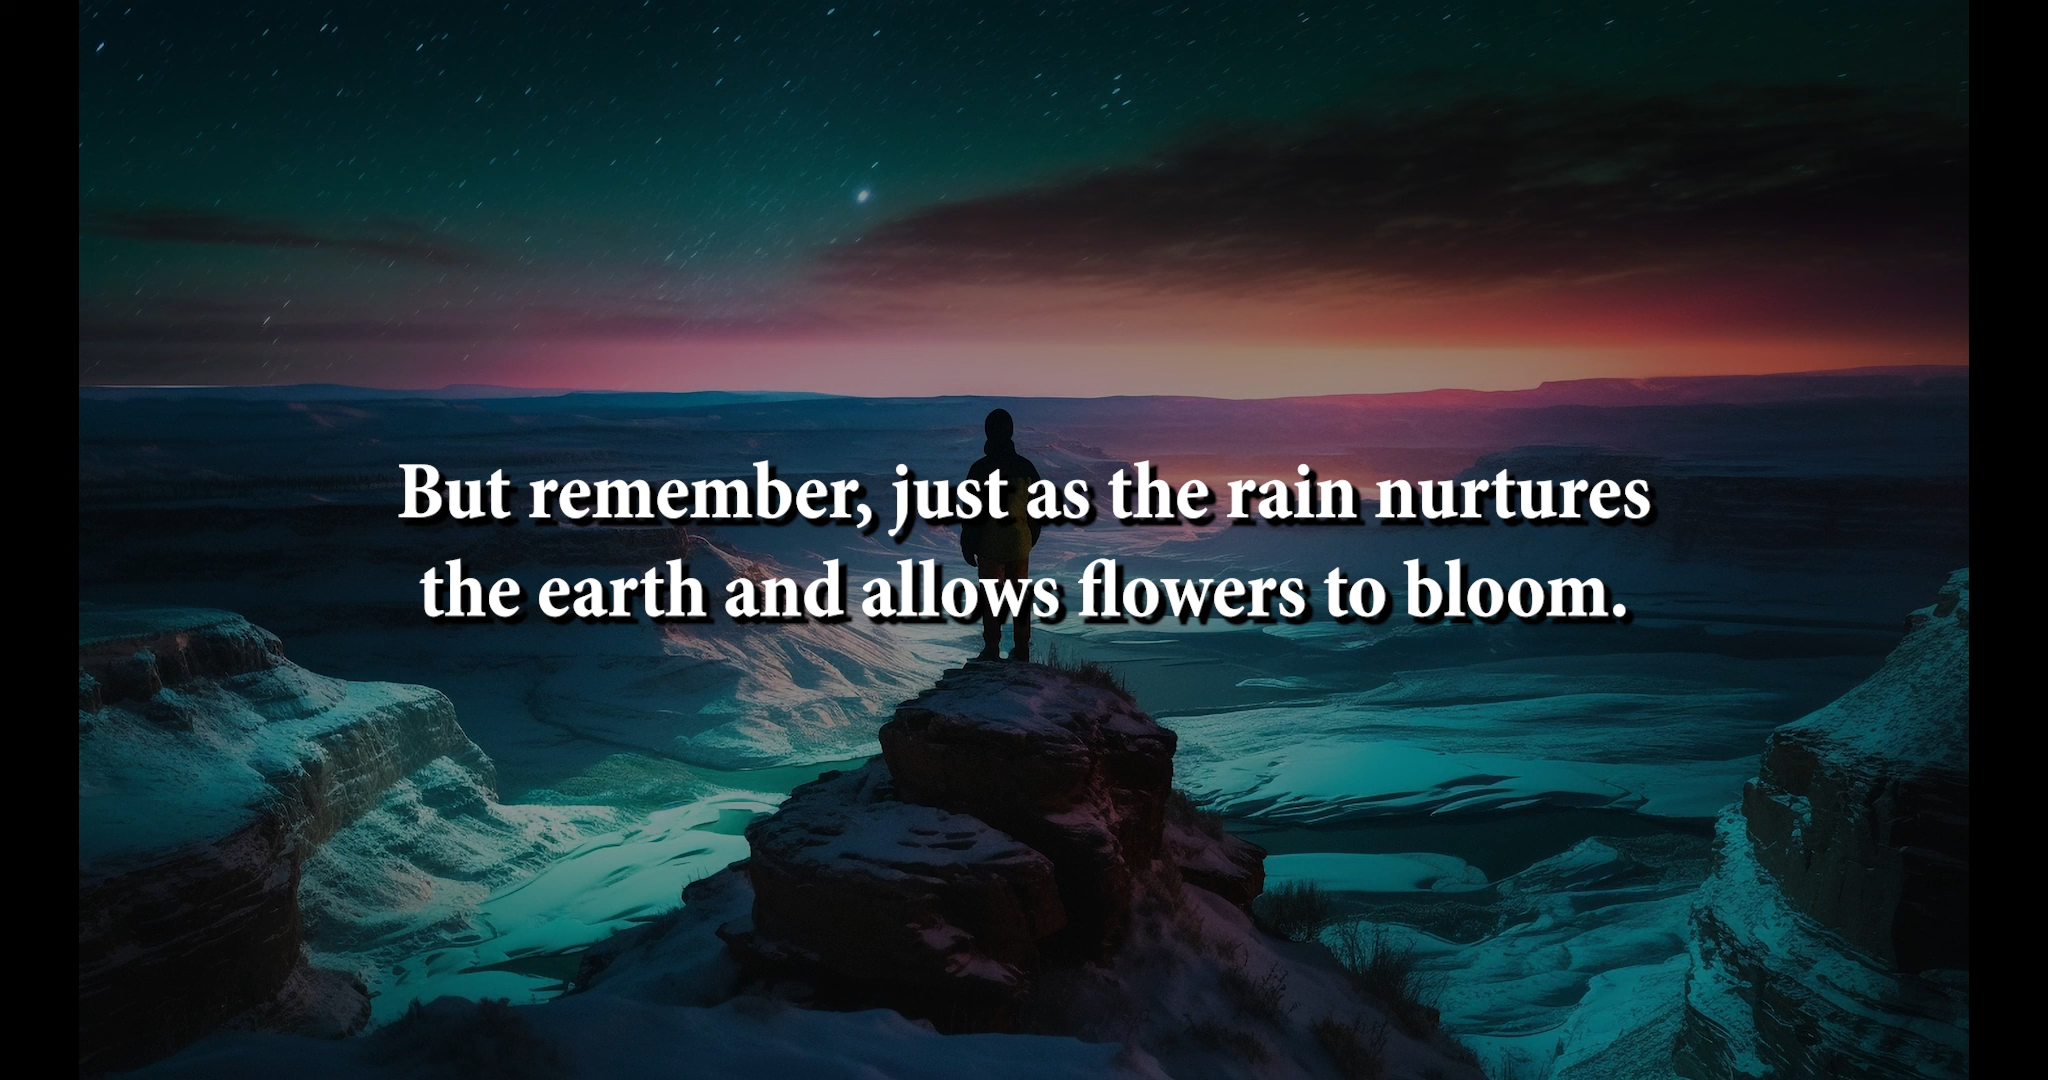 But remember, just as the rain nurtures
the earth and allows flowers to bloom.